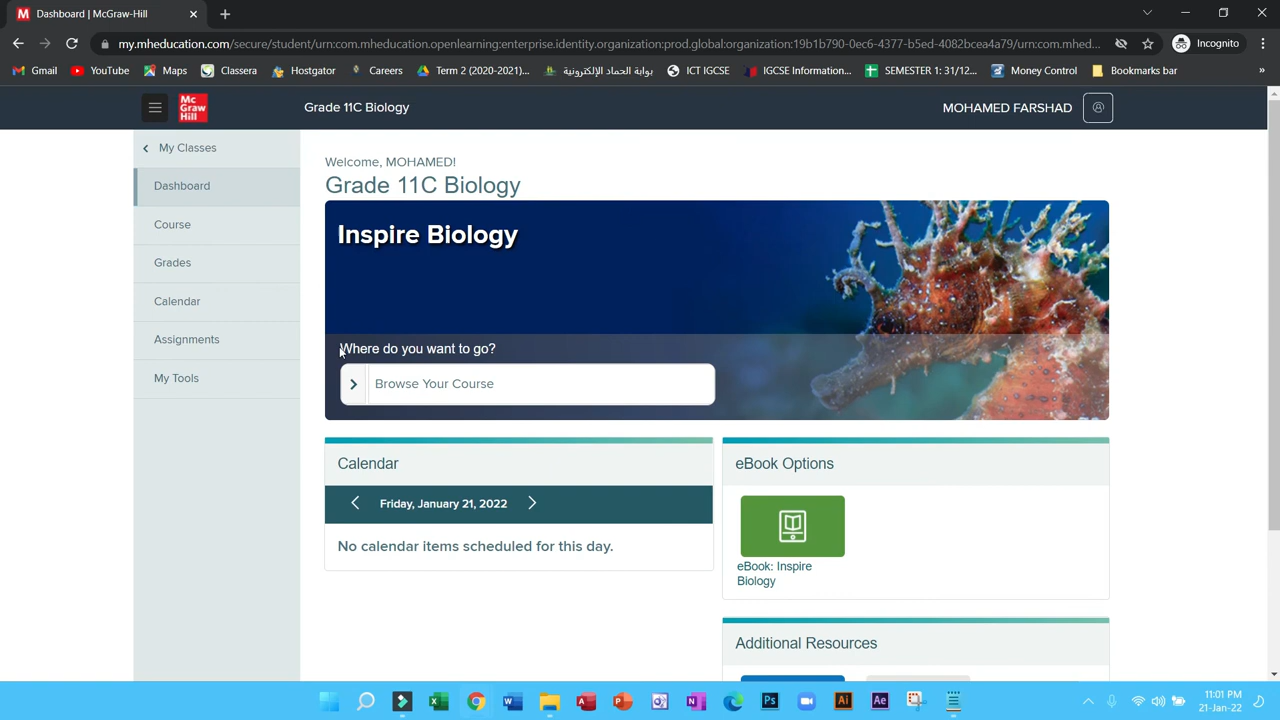 Dashboard | McGraw-Hill
my.mheducation.com/secure/student/urn:com.mheducation.openlearning:enterprise.identity.organization:prod.global:organization:19b1b790-0ec6-4377-b5ed-4082bcea4a79/urn:com.mhed...
Incognito
Gmail
YouTube
Maps
Classera
Hostgator
Careers
Term 2 (2020-2021)...
بوابة الحماد الإلكترونية
ICT IGCSE
IGCSE Information...
SEMESTER 1: 31/12...
Money Control
Bookmarks bar
»
Mc Graw Hill
Grade 11C Biology
MOHAMED FARSHAD
My Classes
Dashboard
Course
Grades
Calendar
Assignments
My Tools
Welcome, MOHAMED!
Grade 11C Biology
Inspire Biology
Where do you want to go?
Browse Your Course
Calendar
Friday, January 21, 2022
No calendar items scheduled for this day.
eBook Options
eBook: Inspire
Biology
Additional Resources
11:01 PM
21-Jan-22